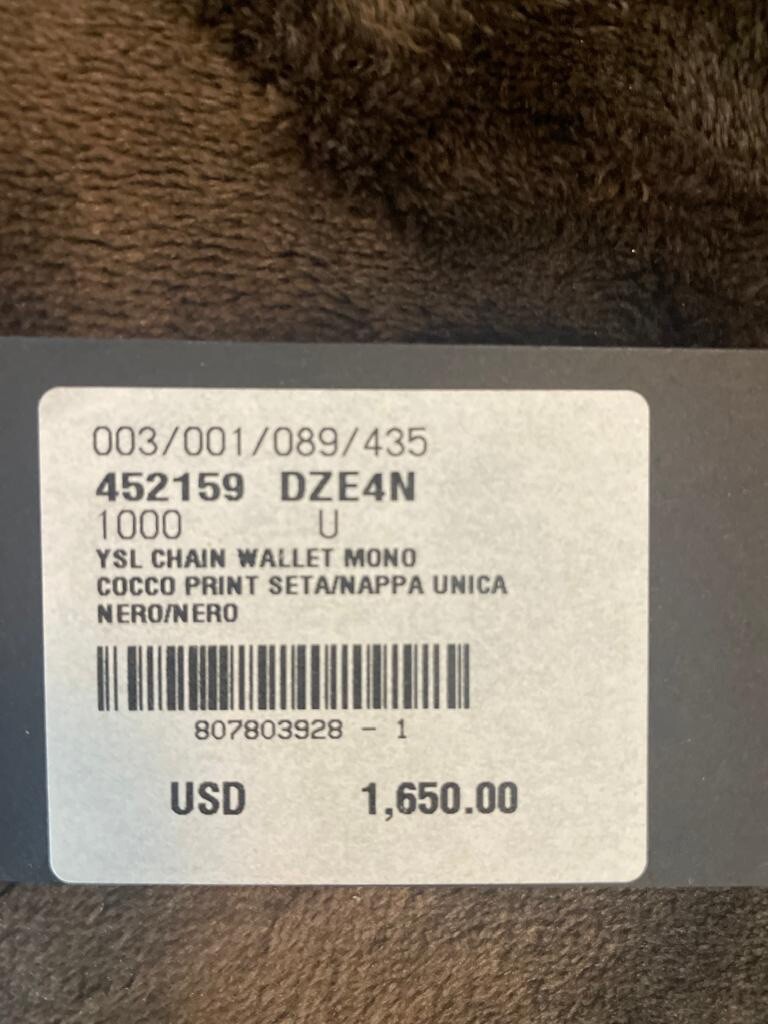 003/001/089/435
452159 DZE4N
1000 U
YSL CHAIN WALLET MONO
COCCO PRINT SETA/NAPPA UNICA
NERO/NERO
807803928 - 1
USD 1,650.00